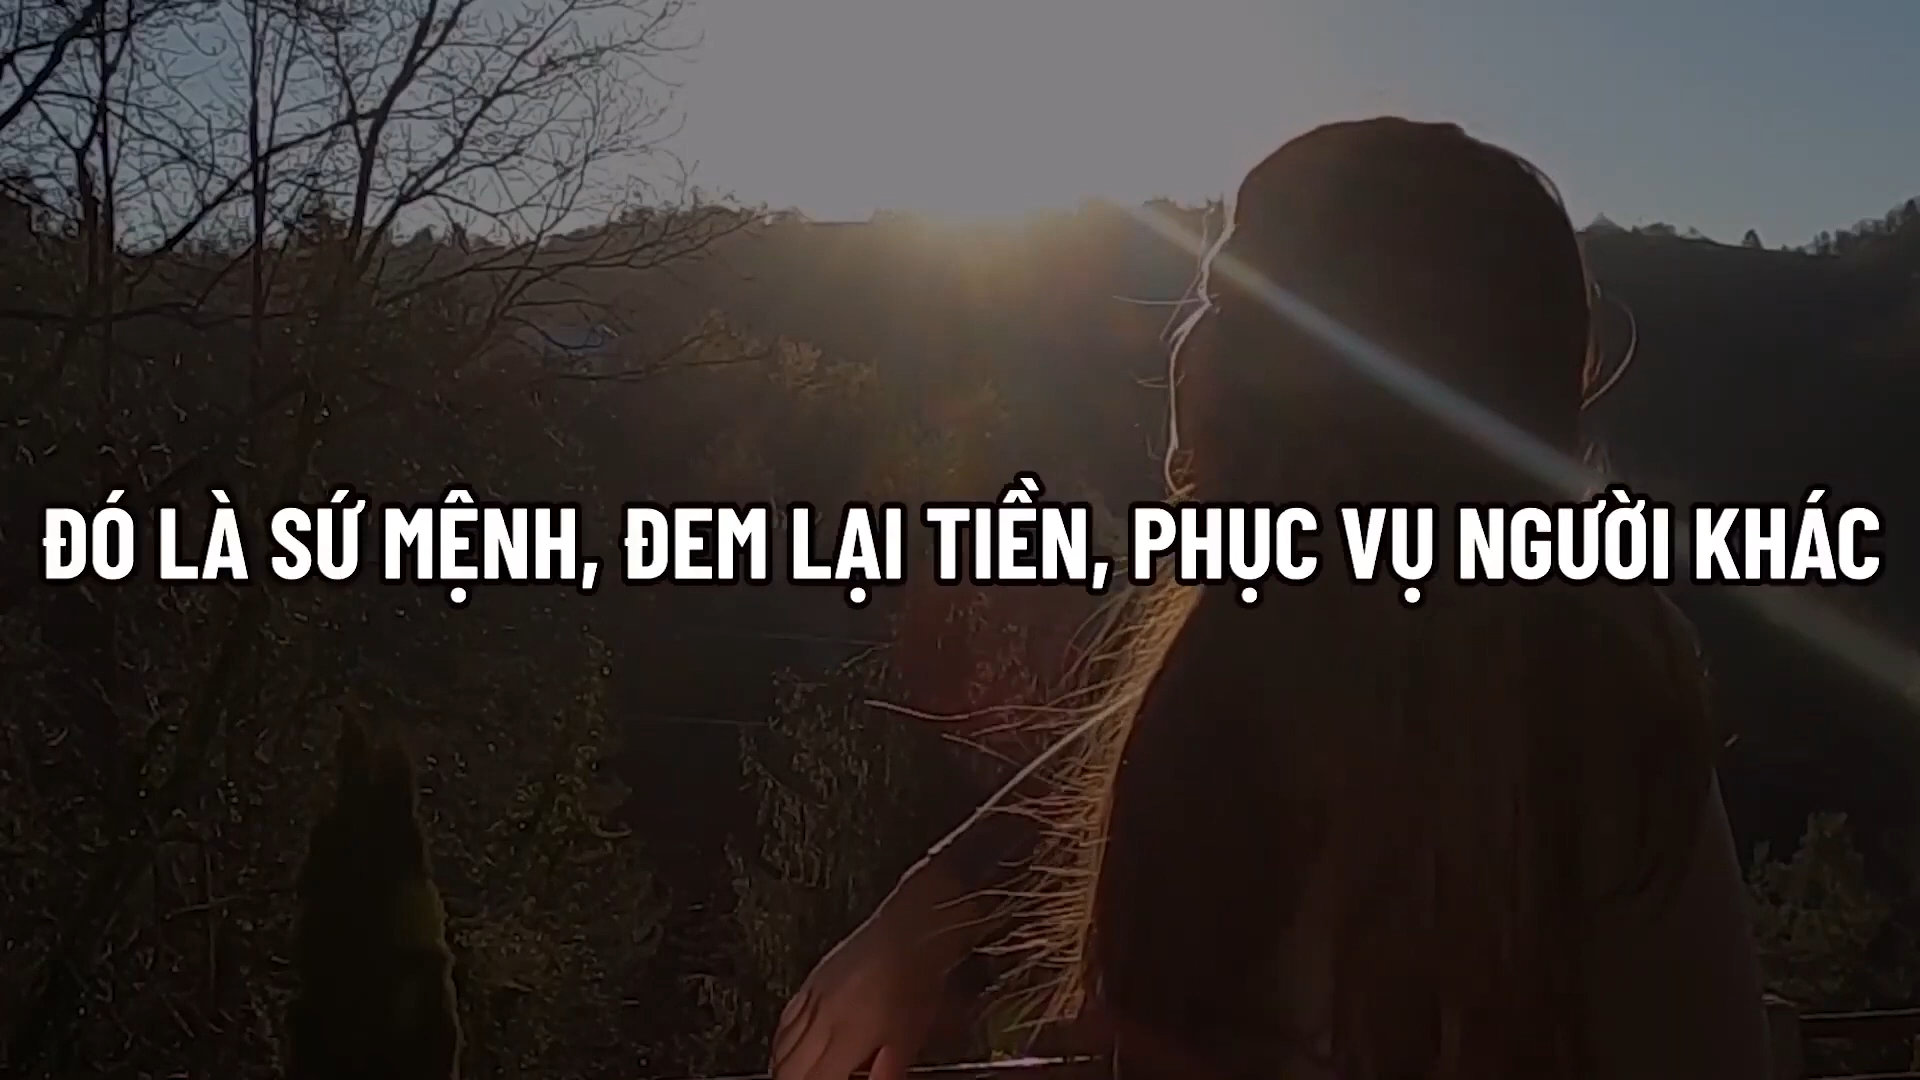 ĐÓ LÀ SỨ MỆNH, ĐEM LẠI TIỀN, PHỤC VỤ NGƯỜI KHÁC